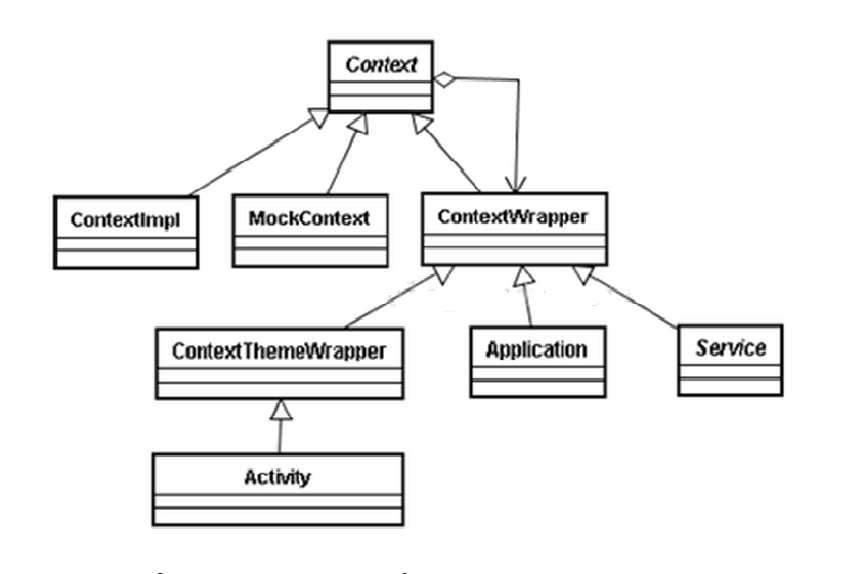 Context
ContextImpl
MockContext
ContextWrapper
ContextThemeWrapper
Application
Service
Activity